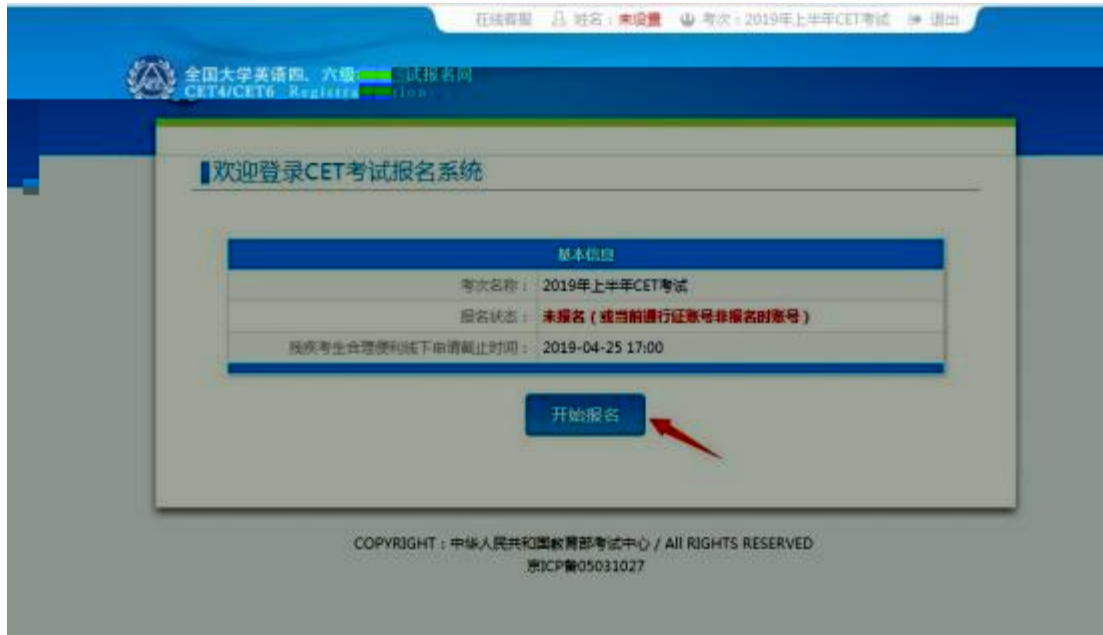 在线客服 姓名：未设置 考次：2019年上半年CET考试 退出
全国大学英语四、六级 试报名网
CET4/CET6 Registra ion
欢迎登录CET考试报名系统
基本信息
考次名称： 2019年上半年CET考试
报名状态： 未报名（或当前通行证账号非报名时账号）
残疾考生合理便利线下申请截止时间： 2019-04-25 17:00
开始报名
COPYRIGHT：中华人民共和国教育部考试中心 / All RIGHTS RESERVED
京ICP备05031027